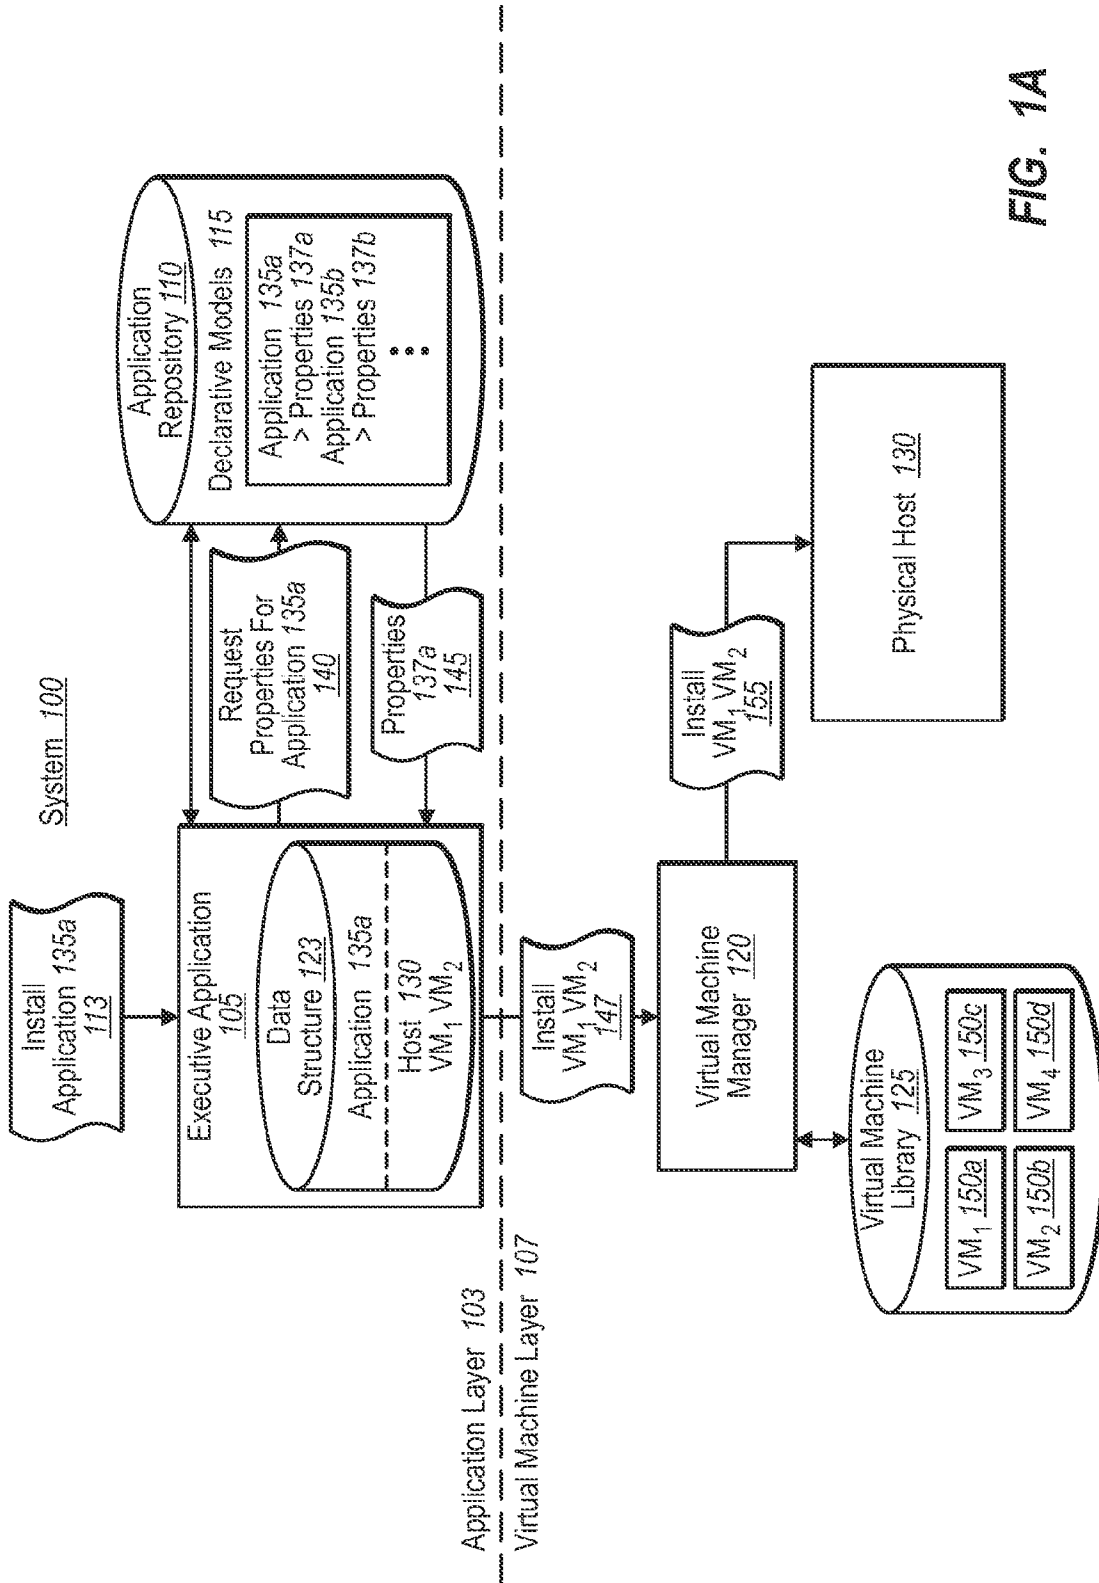 System 100
Install
Application 135a
113
Executive Application
105
Data
Structure 123
Application 135a
Host 130
VM1 VM2
Request
Properties For
Application 135a
140
Properties
137a
145
Application
Repository 110
Declarative Models 115
Application 135a
> Properties 137a
Application 135b
> Properties 137b
Application Layer 103
Virtual Machine Layer 107
Install
VM1 VM2
147
Virtual Machine
Manager 120
Install
VM1 VM2
155
Physical Host 130
Virtual Machine
Library 125
VM1 150a
VM3 150c
VM2 150b
VM4 150d
FIG. 1A